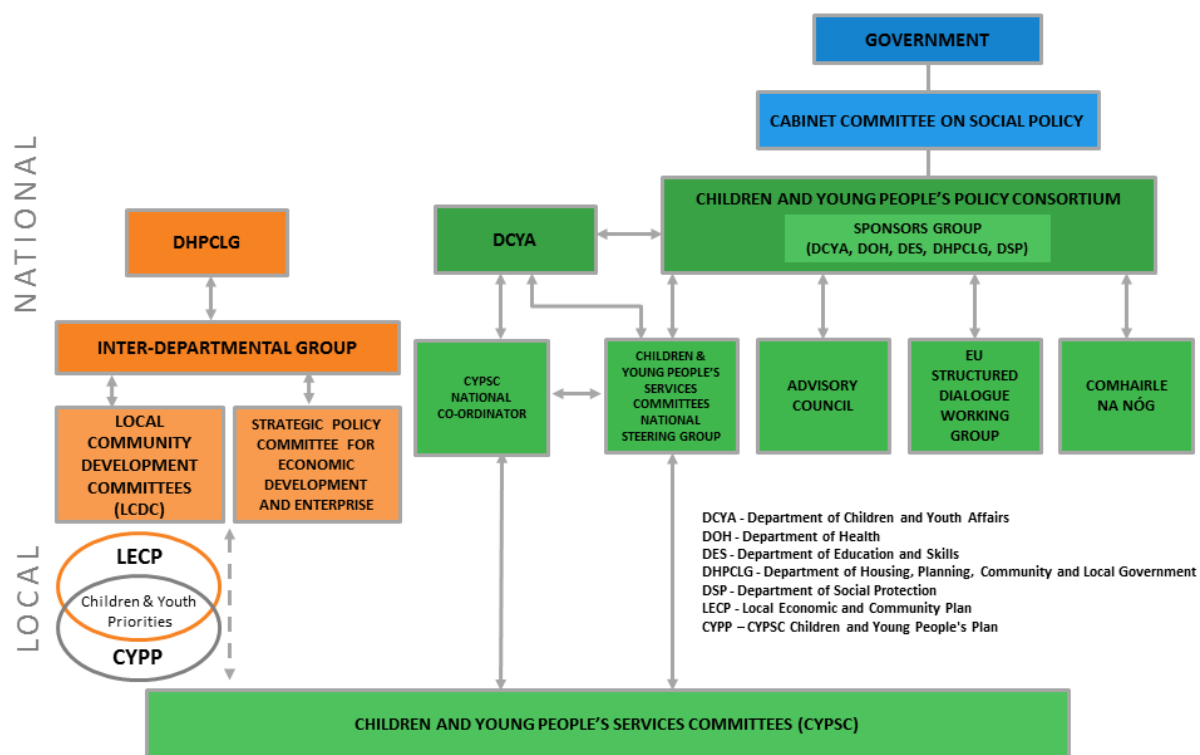 NATIONAL
LOCAL
GOVERNMENT
CABINET COMMITTEE ON SOCIAL POLICY
CHILDREN AND YOUNG PEOPLE'S POLICY CONSORTIUM
SPONSORS GROUP
(DCYA, DOH, DES, DHPCLG, DSP)
DHPCLG
DCYA
INTER-DEPARTMENTAL GROUP
LOCAL
COMMUNITY
DEVELOPMENT
COMMITTEES
(LCDC)
STRATEGIC POLICY
COMMITTEE FOR
ECONOMIC
DEVELOPMENT
AND ENTERPRISE
CYPSC
NATIONAL
CO-ORDINATOR
CHILDREN &
YOUNG PEOPLE'S
SERVICES
COMMITTEES
NATIONAL
STEERING GROUP
ADVISORY
COUNCIL
EU
STRUCTURED
DIALOGUE
WORKING
GROUP
COMHAIRLE
NA NÓG
LECP
Children & Youth
Priorities
CYPP
DCYA - Department of Children and Youth Affairs
DOH - Department of Health
DES - Department of Education and Skills
DHPCLG - Department of Housing, Planning, Community and Local Government
DSP - Department of Social Protection
LECP - Local Economic and Community Plan
CYPP – CYPSC Children and Young People's Plan
CHILDREN AND YOUNG PEOPLE'S SERVICES COMMITTEES (CYPSC)